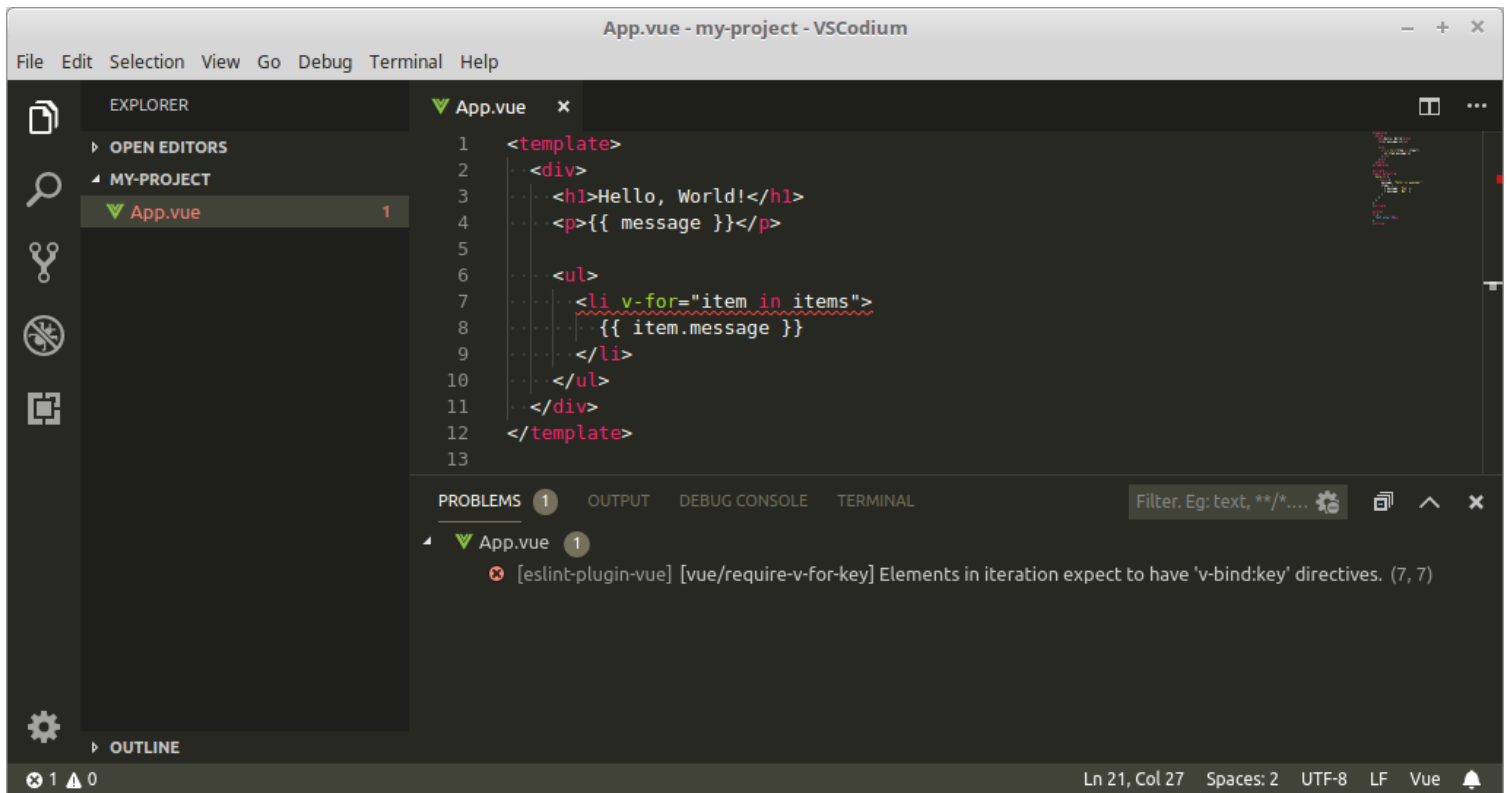 App.vue - my-project - VSCodium
File Edit Selection View Go Debug Terminal Help
EXPLORER
OPEN EDITORS
MY-PROJECT
App.vue 1
OUTLINE
App.vue
1 <template>
2 <div>
3 <h1>Hello, World!</h1>
4 <p>{{ message }}</p>
5
6 <ul>
7 <li v-for="item in items">
8 {{ item.message }}
9 </li>
10 </ul>
11 </div>
12 </template>
13
PROBLEMS 1 OUTPUT DEBUG CONSOLE TERMINAL Filter. Eg: text, **/*....
App.vue 1
[eslint-plugin-vue] [vue/require-v-for-key] Elements in iteration expect to have 'v-bind:key' directives. (7, 7)
1 0 Ln 21, Col 27 Spaces: 2 UTF-8 LF Vue